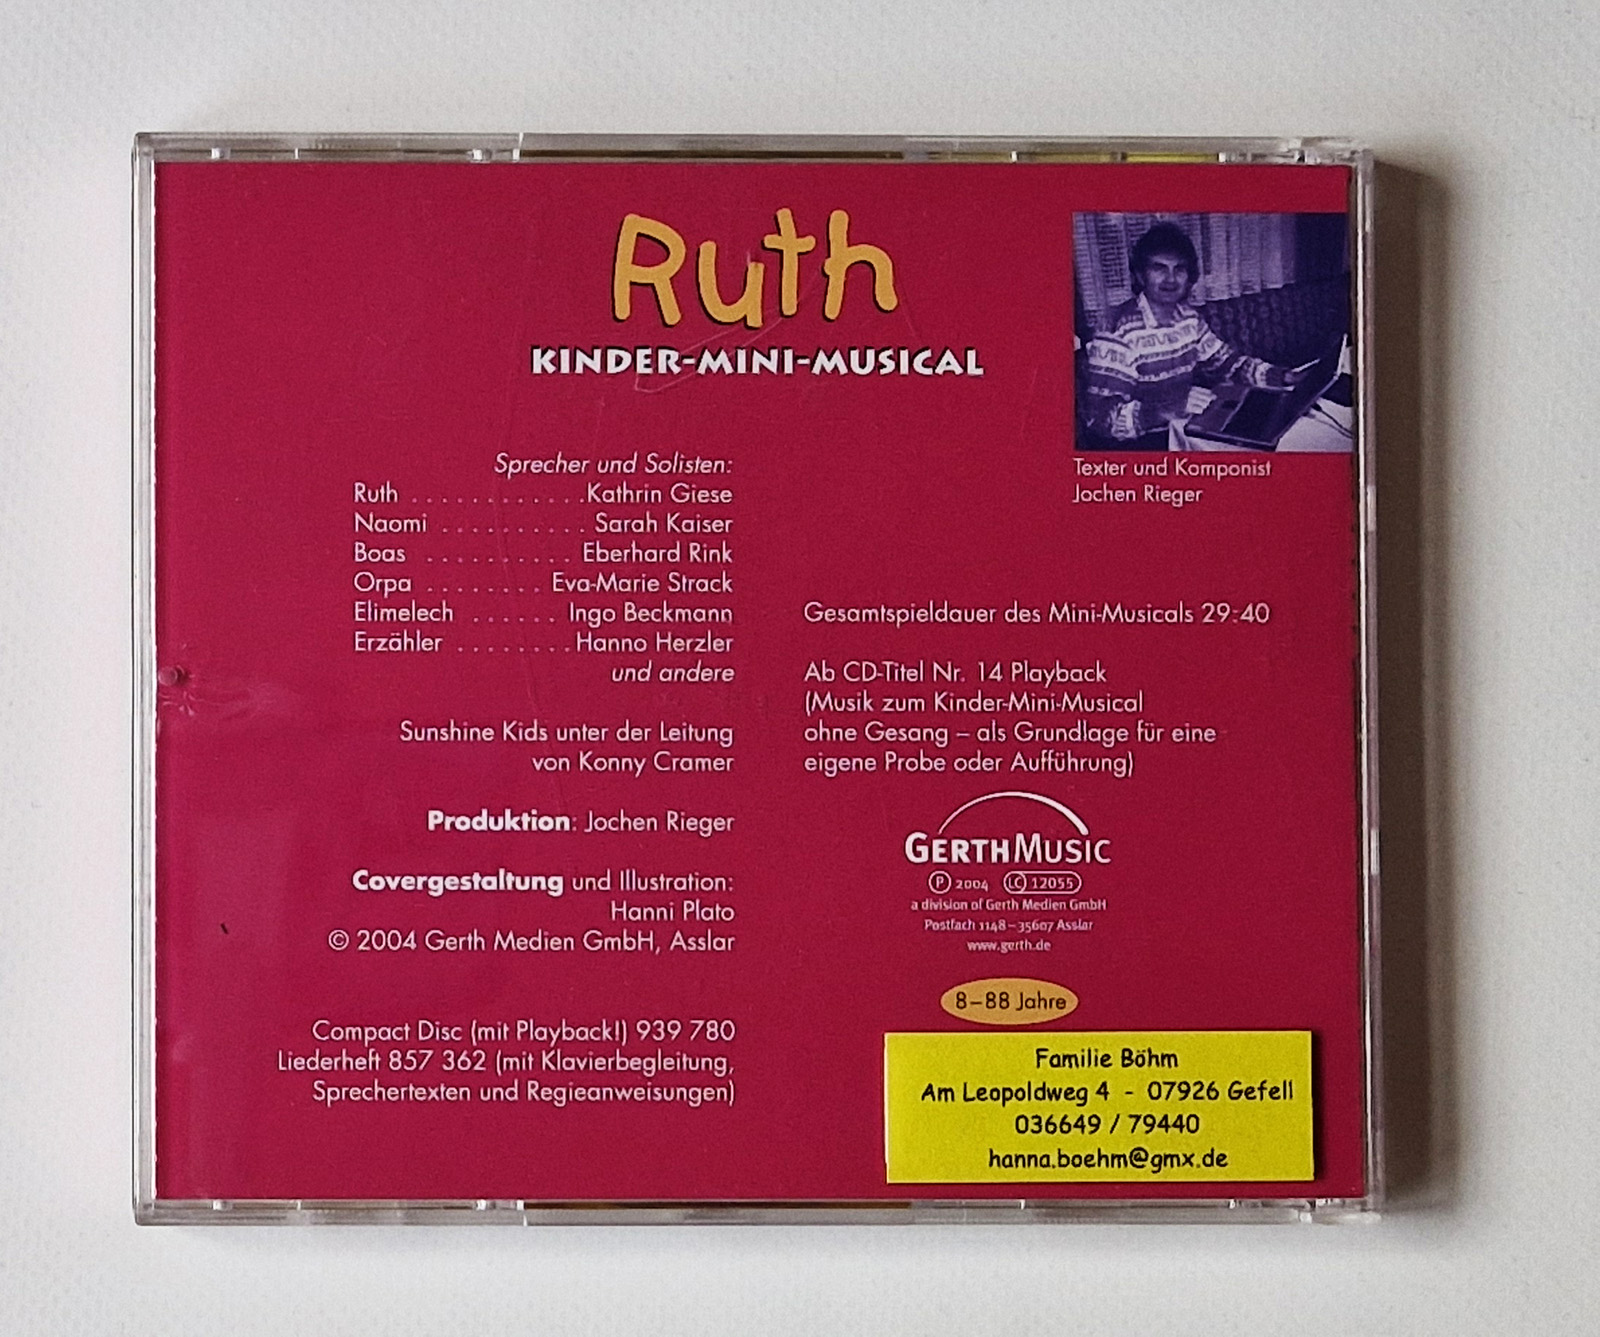 Ruth
KINDER-MINI-MUSICAL
Texter und Komponist
Jochen Rieger
Sprecher und Solisten:
Ruth . . . . . . . . . . . . .Kathrin Giese
Naomi . . . . . . . . . . Sarah Kaiser
Boas . . . . . . . . . . Eberhard Rink
Orpa . . . . . . . . Eva-Marie Strack
Elimelech . . . . . . Ingo Beckmann
Erzähler . . . . . . . .Hanno Herzler
und andere
Sunshine Kids unter der Leitung
von Konny Cramer
Produktion: Jochen Rieger
Covergestaltung und Illustration:
Hanni Plato
© 2004 Gerth Medien GmbH, Asslar
Compact Disc (mit Playback!) 939 780
Liederheft 857 362 (mit Klavierbegleitung,
Sprechertexten und Regieanweisungen)
Gesamtspieldauer des Mini-Musicals 29:40
Ab CD-Titel Nr. 14 Playback
(Musik zum Kinder-Mini-Musical
ohne Gesang – als Grundlage für eine
eigene Probe oder Aufführung)
GERTHMUSIC
P 2004 LC 12055
a division of Gerth Medien GmbH
Postfach 1148 – 35607 Asslar
www.gerth.de
8–88 Jahre
Familie Böhm
Am Leopoldweg 4 - 07926 Gefell
036649 / 79440
hanna.boehm@gmx.de